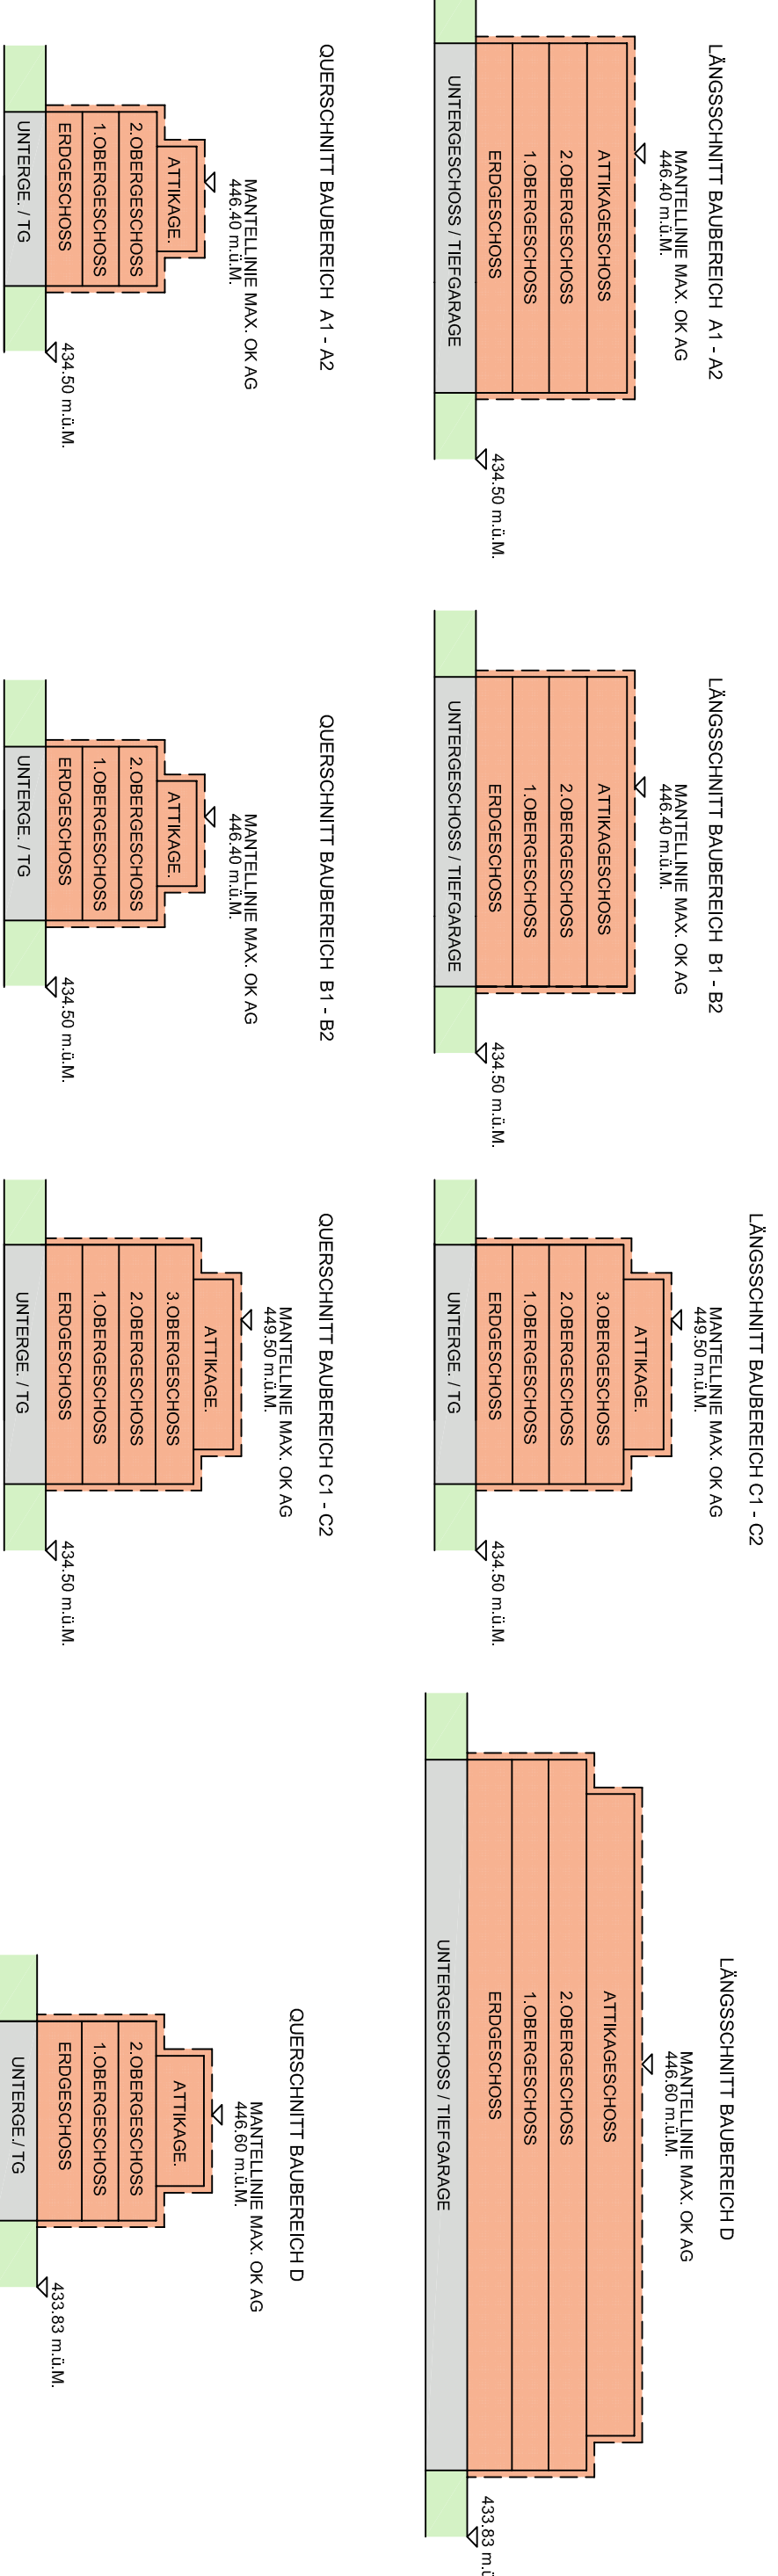 LÄNGSSCHNITT BAUBEREICH A1 - A2
MANTELLINIE MAX. OK AG
446.40 m.ü.M.
ATTIKAGESCHOSS
2.OBERGESCHOSS
1.OBERGESCHOSS
ERDGESCHOSS
434.50 m.ü.M.
UNTERGESCHOSS / TIEFGARAGE
LÄNGSSCHNITT BAUBEREICH B1 - B2
MANTELLINIE MAX. OK AG
446.40 m.ü.M.
ATTIKAGESCHOSS
2.OBERGESCHOSS
1.OBERGESCHOSS
ERDGESCHOSS
434.50 m.ü.M.
UNTERGESCHOSS / TIEFGARAGE
LÄNGSSCHNITT BAUBEREICH C1 - C2
MANTELLINIE MAX. OK AG
449.50 m.ü.M.
ATTIKAGE.
3.OBERGESCHOSS
2.OBERGESCHOSS
1.OBERGESCHOSS
ERDGESCHOSS
434.50 m.ü.M.
UNTERGE. / TG
LÄNGSSCHNITT BAUBEREICH D
MANTELLINIE MAX. OK AG
446.60 m.ü.M.
ATTIKAGESCHOSS
2.OBERGESCHOSS
1.OBERGESCHOSS
ERDGESCHOSS
433.83 m.ü
UNTERGESCHOSS / TIEFGARAGE
QUERSCHNITT BAUBEREICH A1 - A2
MANTELLINIE MAX. OK AG
446.40 m.ü.M.
ATTIKAGE.
2.OBERGESCHOSS
1.OBERGESCHOSS
ERDGESCHOSS
434.50 m.ü.M.
UNTERGE. / TG
QUERSCHNITT BAUBEREICH B1 - B2
MANTELLINIE MAX. OK AG
446.40 m.ü.M.
ATTIKAGE.
2.OBERGESCHOSS
1.OBERGESCHOSS
ERDGESCHOSS
434.50 m.ü.M.
UNTERGE. / TG
QUERSCHNITT BAUBEREICH C1 - C2
MANTELLINIE MAX. OK AG
449.50 m.ü.M.
ATTIKAGE.
3.OBERGESCHOSS
2.OBERGESCHOSS
1.OBERGESCHOSS
ERDGESCHOSS
434.50 m.ü.M.
UNTERGE. / TG
QUERSCHNITT BAUBEREICH D
MANTELLINIE MAX. OK AG
446.60 m.ü.M.
ATTIKAGE.
2.OBERGESCHOSS
1.OBERGESCHOSS
ERDGESCHOSS
433.83 m.ü.M.
UNTERGE./ TG